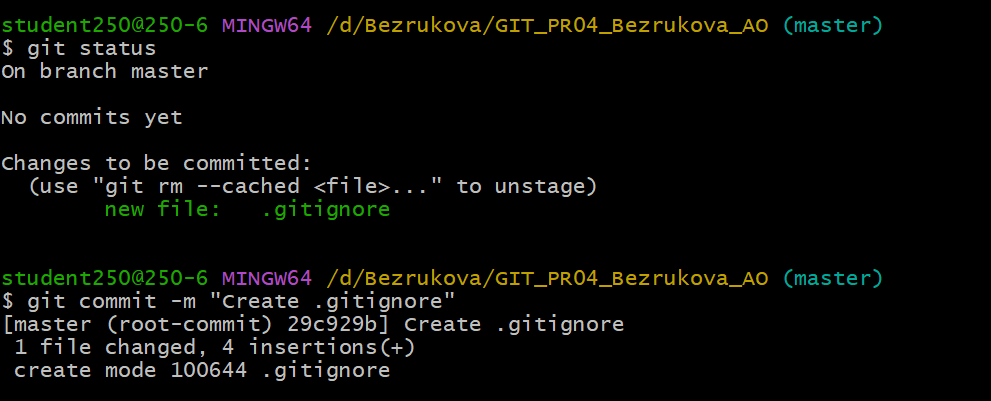 student250@250-6 MINGW64 /d/Bezrukova/GIT_PR04_Bezrukova_AO (master)
$ git status
On branch master
No commits yet
Changes to be committed:
  (use "git rm --cached <file>..." to unstage)
        new file:   .gitignore
student250@250-6 MINGW64 /d/Bezrukova/GIT_PR04_Bezrukova_AO (master)
$ git commit -m "Create .gitignore"
[master (root-commit) 29c929b] Create .gitignore
 1 file changed, 4 insertions(+)
 create mode 100644 .gitignore